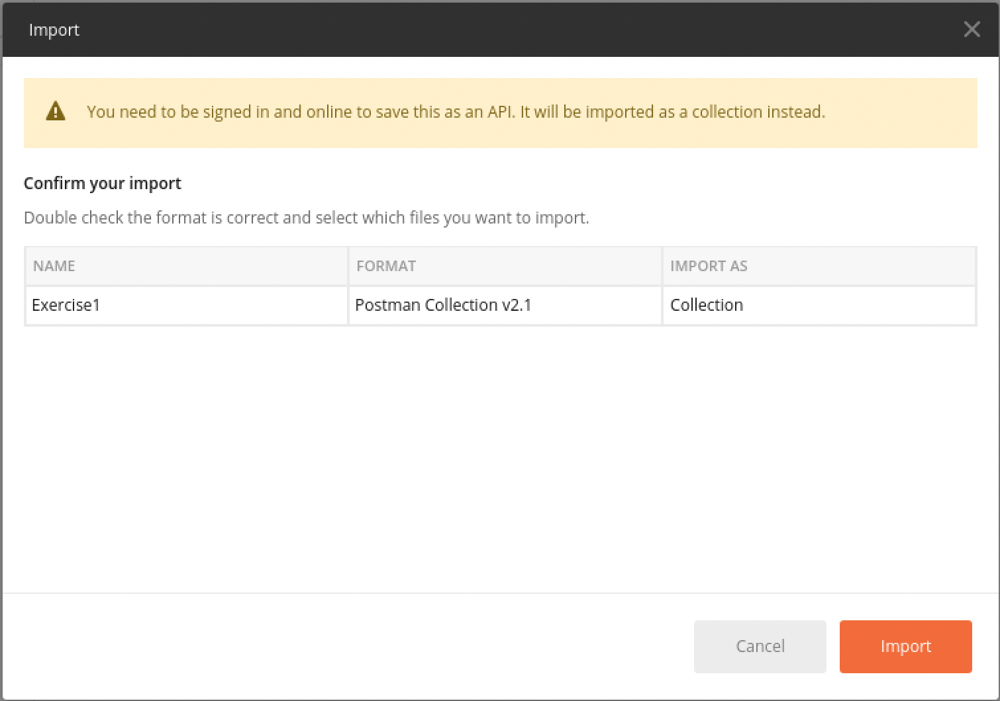 Import
You need to be signed in and online to save this as an API. It will be imported as a collection instead.
Confirm your import
Double check the format is correct and select which files you want to import.
NAME FORMAT IMPORT AS
Exercise1 Postman Collection v2.1 Collection
Cancel Import